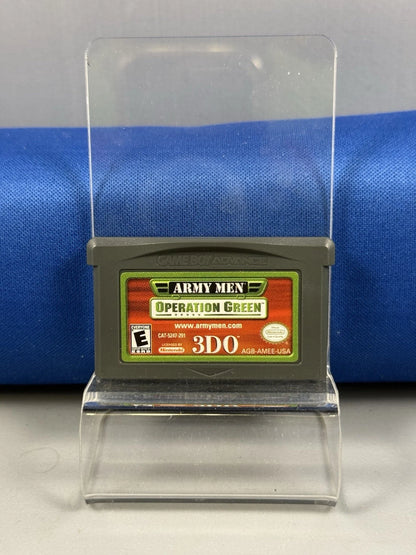 GAME BOY ADVANCE
ARMY MEN
OPERATION GREEN
www.armymen.com
EVERYONE
E
CAT-5247-291
LICENSED BY
Nintendo
3DO
AGB-AMEE-USA